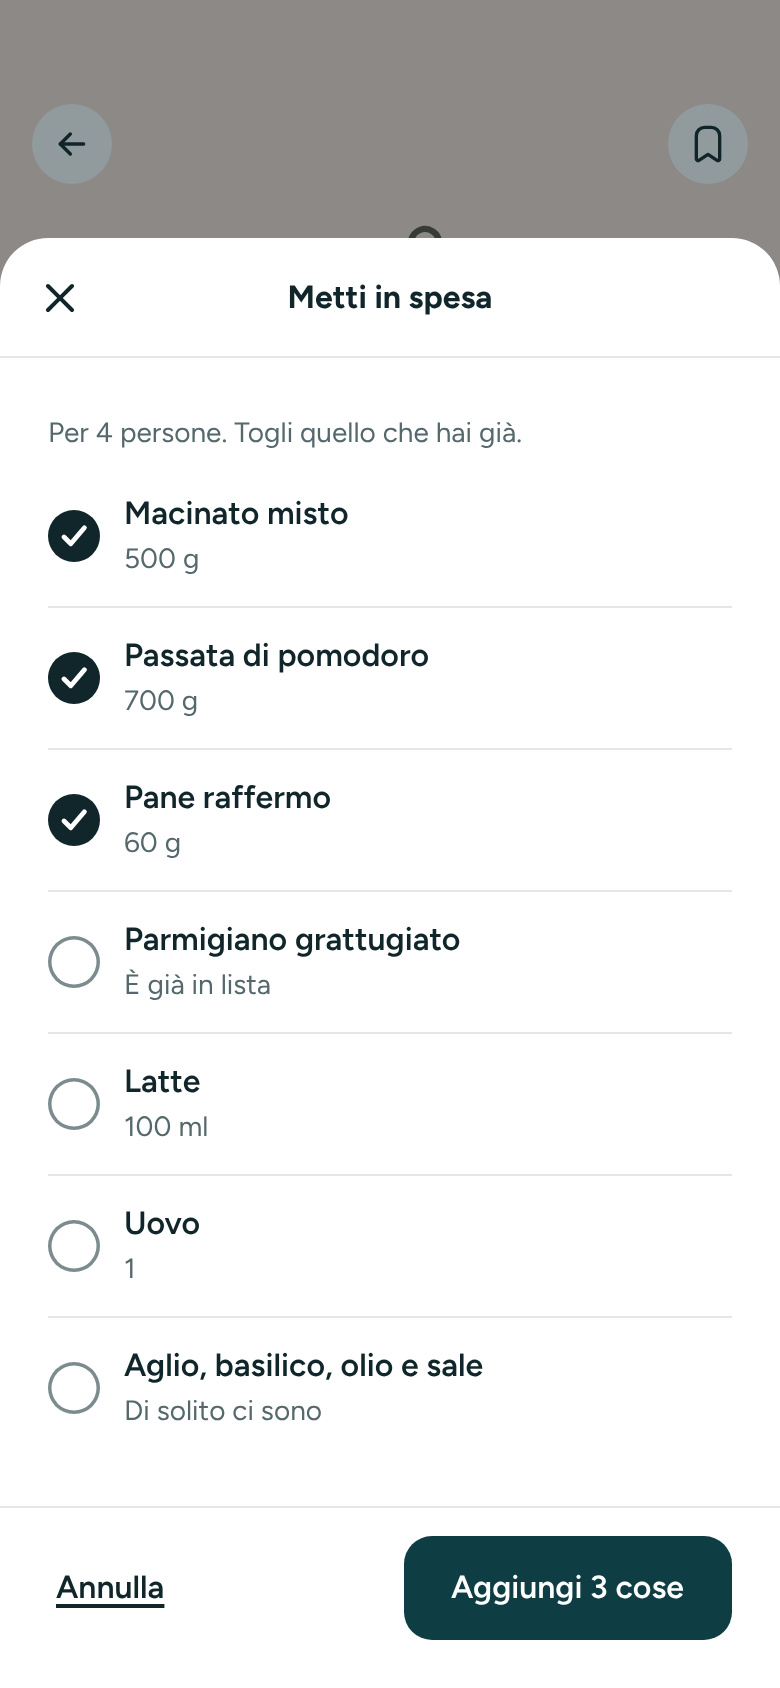 Metti in spesa
Per 4 persone. Togli quello che hai già.
Macinato misto
500 g
Passata di pomodoro
700 g
Pane raffermo
60 g
Parmigiano grattugiato
È già in lista
Latte
100 ml
Uovo
1
Aglio, basilico, olio e sale
Di solito ci sono
Annulla
Aggiungi 3 cose